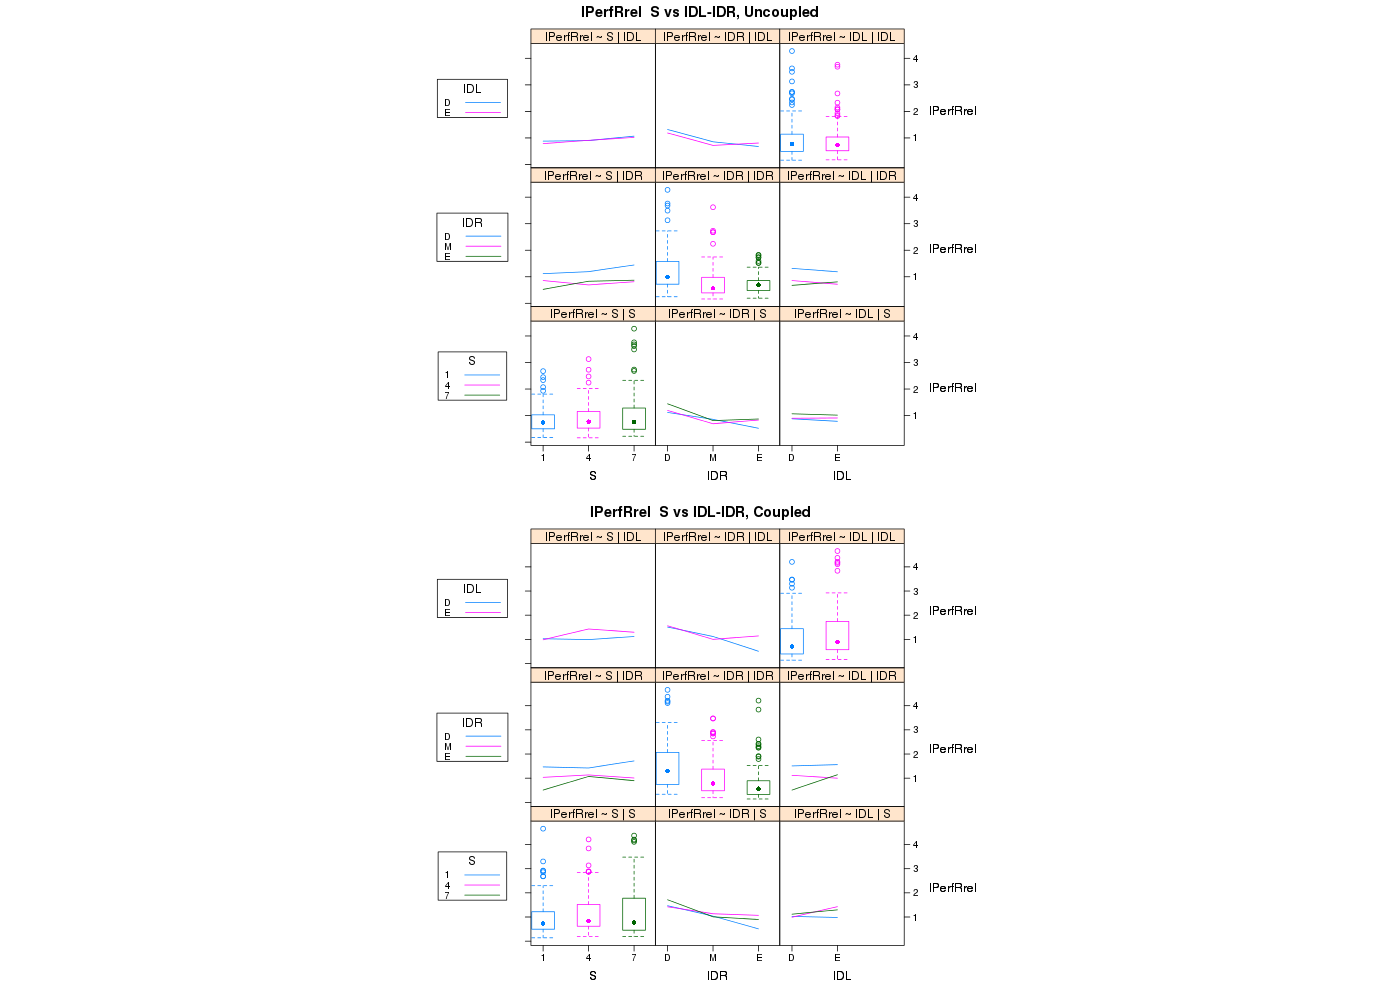 IPerfRrel  S vs IDL-IDR, Uncoupled
IPerfRrel ~ S | IDL
IPerfRrel ~ IDR | IDL
IPerfRrel ~ IDL | IDL
IDL
D
E
4
3
2
1
IPerfRrel
IPerfRrel ~ S | IDR
IPerfRrel ~ IDR | IDR
IPerfRrel ~ IDL | IDR
IDR
D
M
E
4
3
2
1
IPerfRrel
IPerfRrel ~ S | S
IPerfRrel ~ IDR | S
IPerfRrel ~ IDL | S
S
1
4
7
4
3
2
1
IPerfRrel
1 4 7 D M E D E
S IDR IDL
IPerfRrel  S vs IDL-IDR, Coupled
IPerfRrel ~ S | IDL
IPerfRrel ~ IDR | IDL
IPerfRrel ~ IDL | IDL
IDL
D
E
4
3
2
1
IPerfRrel
IPerfRrel ~ S | IDR
IPerfRrel ~ IDR | IDR
IPerfRrel ~ IDL | IDR
IDR
D
M
E
4
3
2
1
IPerfRrel
IPerfRrel ~ S | S
IPerfRrel ~ IDR | S
IPerfRrel ~ IDL | S
S
1
4
7
4
3
2
1
IPerfRrel
1 4 7 D M E D E
S IDR IDL